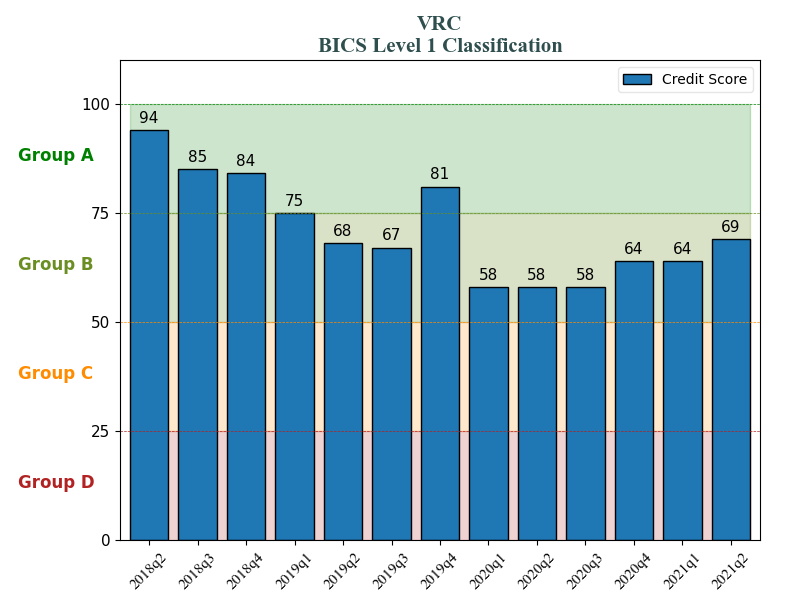 VRC
BICS Level 1 Classification
Credit Score
100
75
50
25
0
Group A
Group B
Group C
Group D
94
85
84
75
68
67
81
58
58
58
64
64
69
2018q2
2018q3
2018q4
2019q1
2019q2
2019q3
2019q4
2020q1
2020q2
2020q3
2020q4
2021q1
2021q2